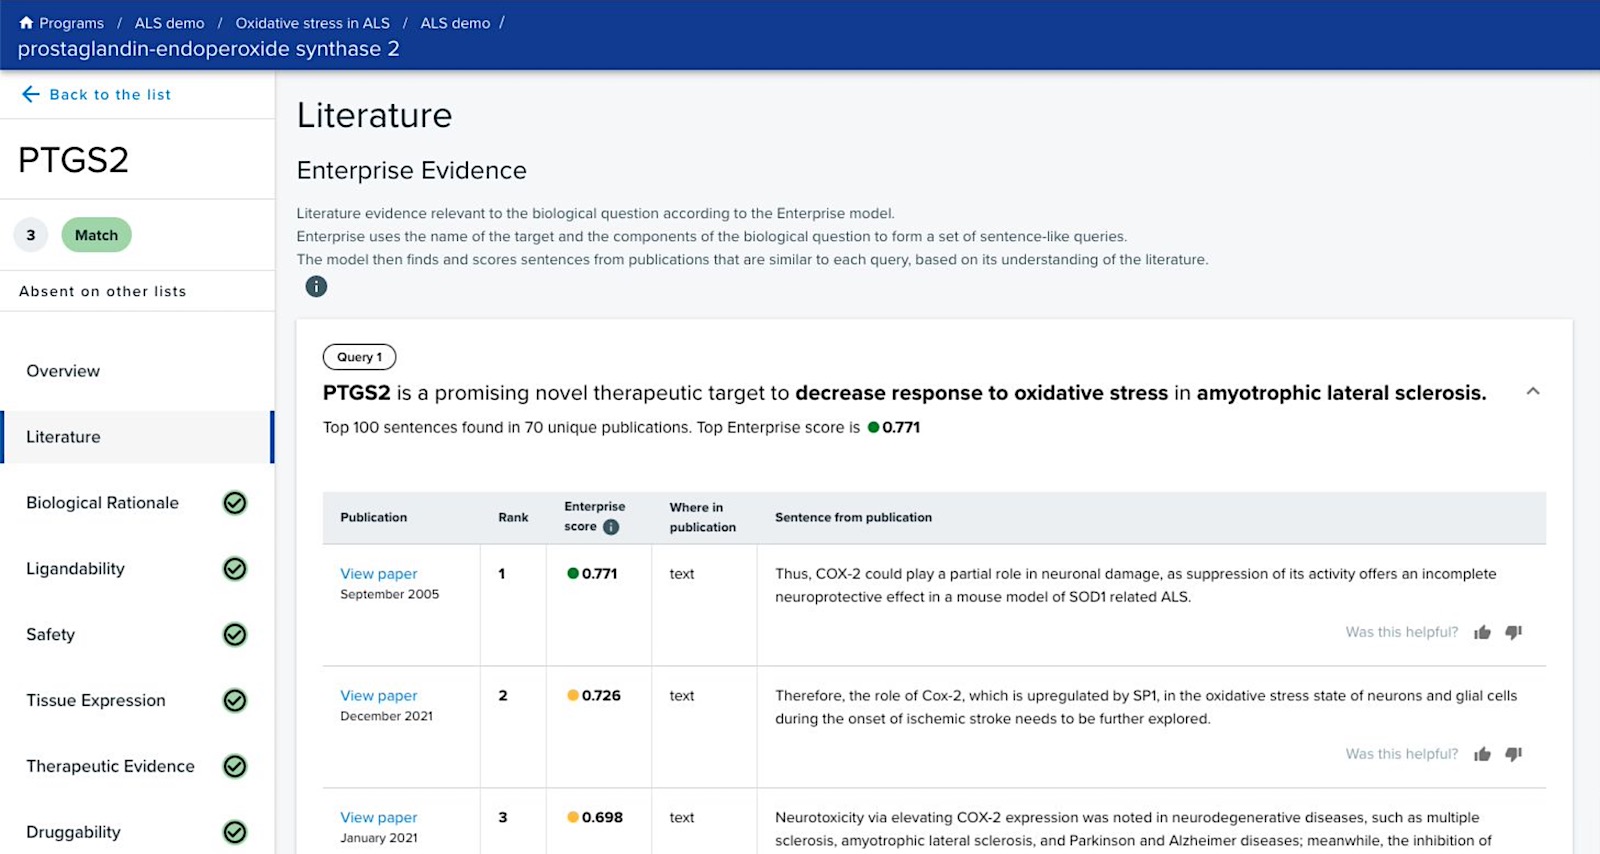 Programs / ALS demo / Oxidative stress in ALS / ALS demo /
prostaglandin-endoperoxide synthase 2
Back to the list
PTGS2
3 Match
Absent on other lists
Overview
Literature
Biological Rationale
Ligandability
Safety
Tissue Expression
Therapeutic Evidence
Druggability
Literature
Enterprise Evidence
Literature evidence relevant to the biological question according to the Enterprise model.
Enterprise uses the name of the target and the components of the biological question to form a set of sentence-like queries.
The model then finds and scores sentences from publications that are similar to each query, based on its understanding of the literature.
i
Query 1
PTGS2 is a promising novel therapeutic target to decrease response to oxidative stress in amyotrophic lateral sclerosis.
Top 100 sentences found in 70 unique publications. Top Enterprise score is 0.771
Publication Rank Enterprise score i Where in publication Sentence from publication
View paper 1 0.771 text Thus, COX-2 could play a partial role in neuronal damage, as suppression of its activity offers an incomplete
September 2005 neuroprotective effect in a mouse model of SOD1 related ALS.
Was this helpful?
View paper 2 0.726 text Therefore, the role of Cox-2, which is upregulated by SP1, in the oxidative stress state of neurons and glial cells
December 2021 during the onset of ischemic stroke needs to be further explored.
Was this helpful?
View paper 3 0.698 text Neurotoxicity via elevating COX-2 expression was noted in neurodegenerative diseases, such as multiple
January 2021 sclerosis, amyotrophic lateral sclerosis, and Parkinson and Alzheimer diseases; meanwhile, the inhibition of